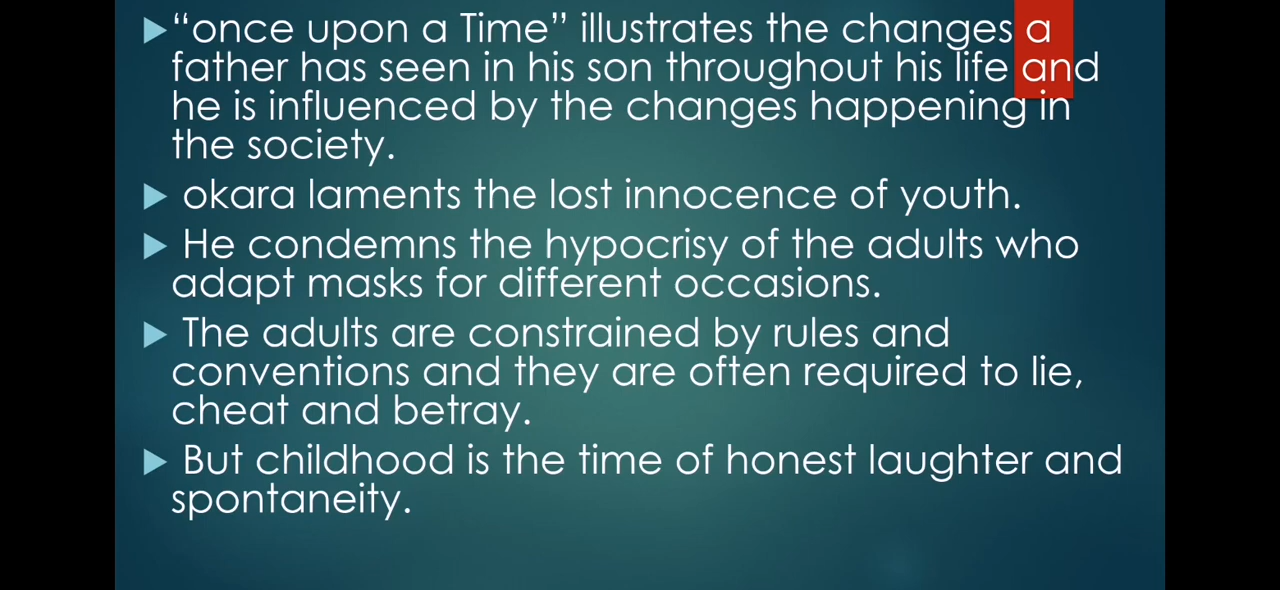 “once upon a Time” illustrates the changes a
father has seen in his son throughout his life and
he is influenced by the changes happening in
the society.
okara laments the lost innocence of youth.
He condemns the hypocrisy of the adults who
adapt masks for different occasions.
The adults are constrained by rules and
conventions and they are often required to lie,
cheat and betray.
But childhood is the time of honest laughter and
spontaneity.